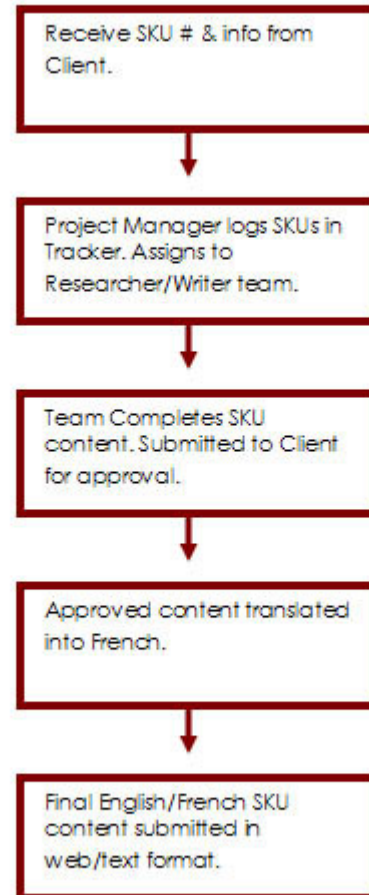 Receive SKU # & info from
Client.
Project Manager logs SKUs in
Tracker. Assigns to
Researcher/Writer team.
Team Completes SKU
content. Submitted to Client
for approval.
Approved content translated
into French.
Final English/French SKU
content submitted in
web/text format.